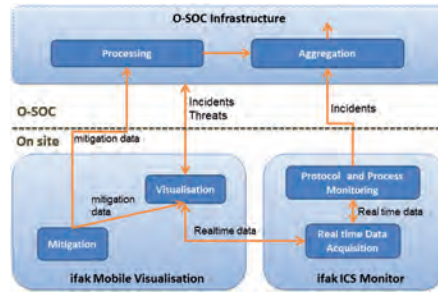 O-SOC Infrastructure
Processing
Aggregation
Incidents
Threats
Incidents
O-SOC
On site
mitigation data
Visualisation
Protocol and Process
Monitoring
mitigation
data
Real time data
Mitigation
Realtime data
Real time Data
Acquisition
ifak Mobile Visualisation
ifak ICS Monitor